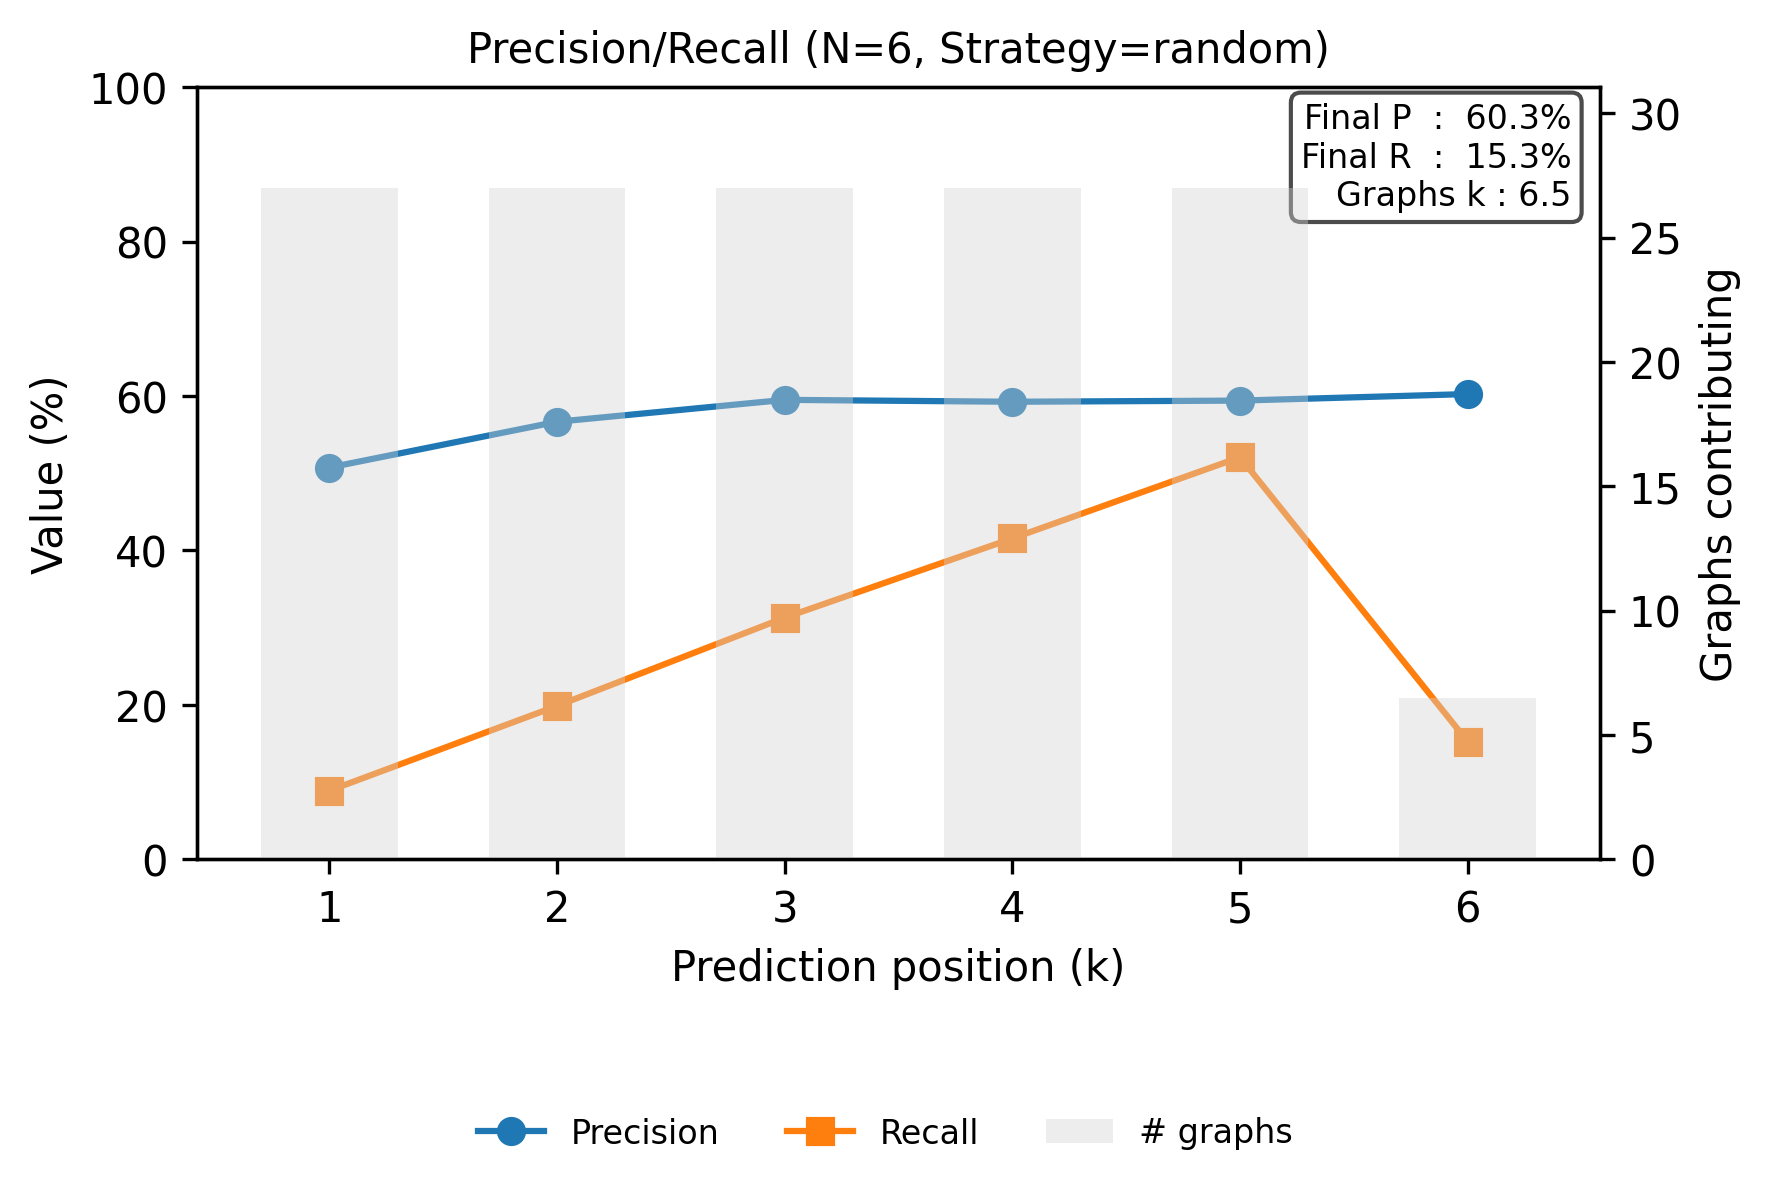 Precision/Recall (N=6, Strategy=random)
Final P : 60.3%
Final R : 15.3%
Graphs k : 6.5
100
80
60
40
20
0
Value (%)
30
25
20
15
10
5
0
Graphs contributing
1 2 3 4 5 6
Prediction position (k)
Precision Recall # graphs